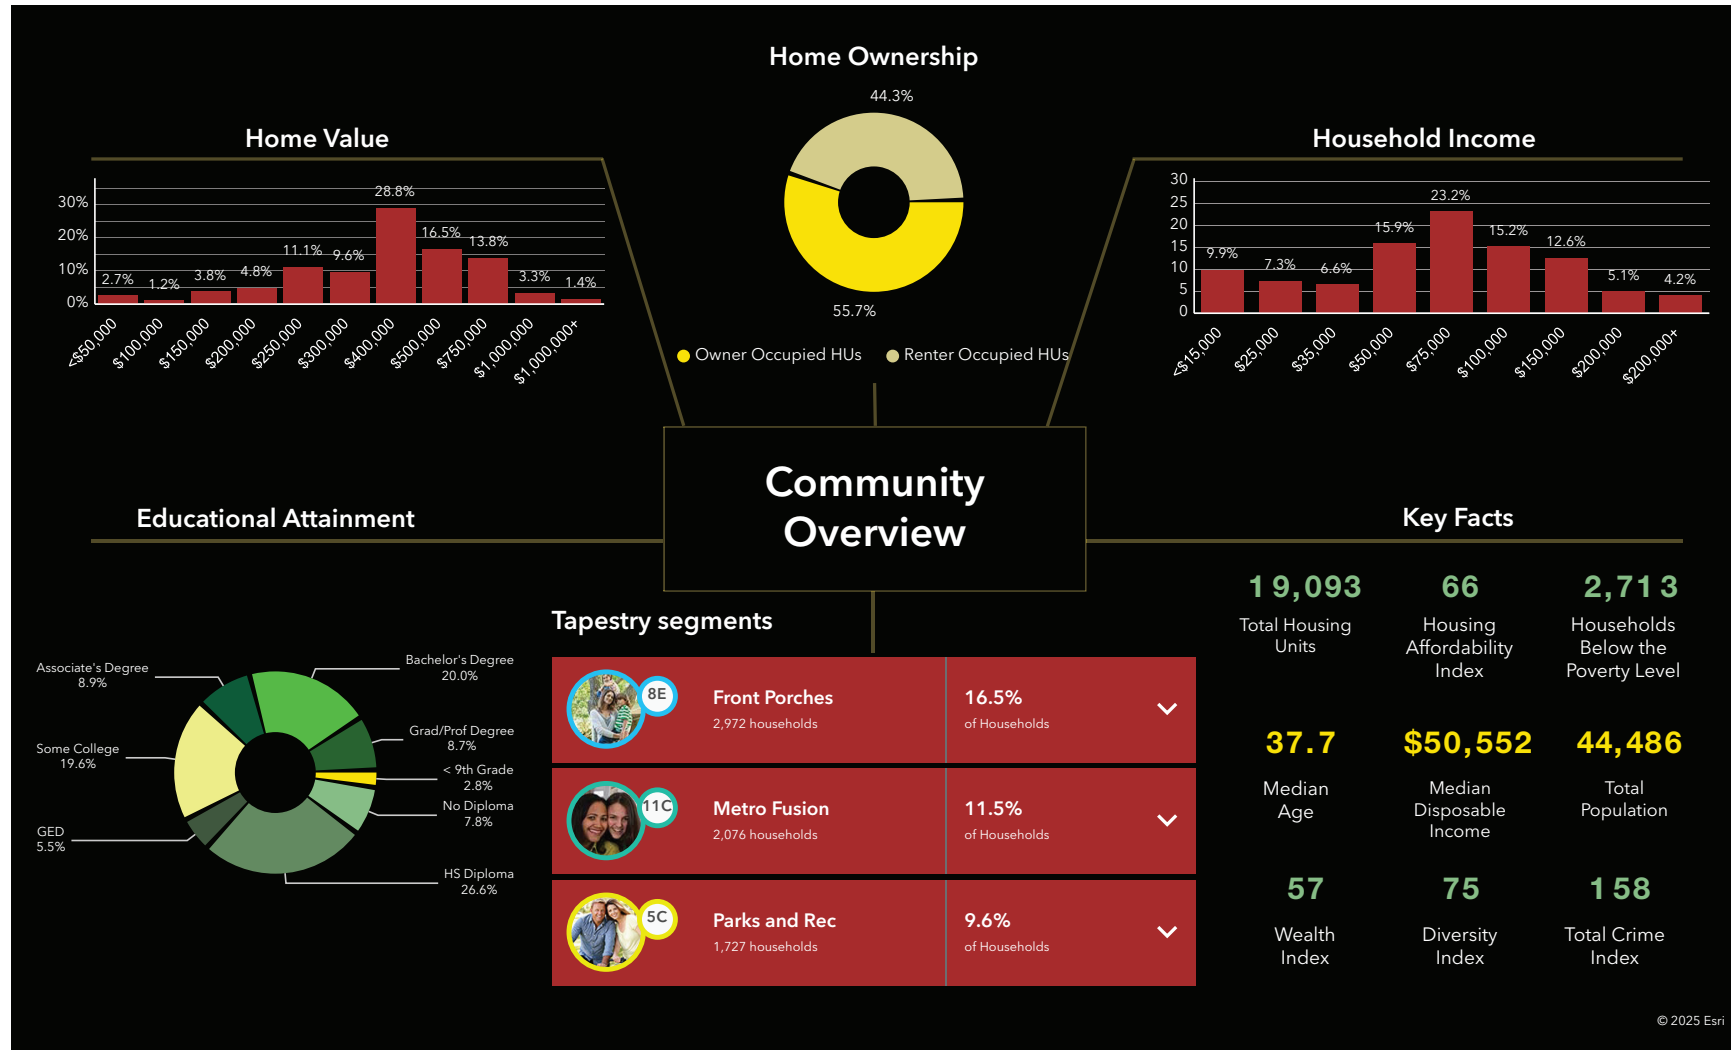 Home Ownership
44.3%
55.7%
Owner Occupied HUs
Renter Occupied HUs
Home Value
30%
20%
10%
0%
2.7%
1.2%
3.8%
4.8%
11.1%
9.6%
28.8%
16.5%
13.8%
3.3%
1.4%
<$50,000
$100,000
$150,000
$200,000
$250,000
$300,000
$400,000
$500,000
$750,000
$1,000,000
$1,000,000+
Household Income
30
25
20
15
10
5
0
9.9%
7.3%
6.6%
15.9%
23.2%
15.2%
12.6%
5.1%
4.2%
<$15,000
$25,000
$35,000
$50,000
$75,000
$100,000
$150,000
$200,000
$200,000+
Community
Overview
Educational Attainment
Associate's Degree
8.9%
Bachelor's Degree
20.0%
Grad/Prof Degree
8.7%
< 9th Grade
2.8%
No Diploma
7.8%
HS Diploma
26.6%
GED
5.5%
Some College
19.6%
Tapestry segments
8E
Front Porches
2,972 households
16.5%
of Households
11C
Metro Fusion
2,076 households
11.5%
of Households
5C
Parks and Rec
1,727 households
9.6%
of Households
Key Facts
19,093
Total Housing
Units
66
Housing
Affordability
Index
2,713
Households
Below the
Poverty Level
37.7
Median
Age
$50,552
Median
Disposable
Income
44,486
Total
Population
57
Wealth
Index
75
Diversity
Index
158
Total Crime
Index
© 2025 Esri